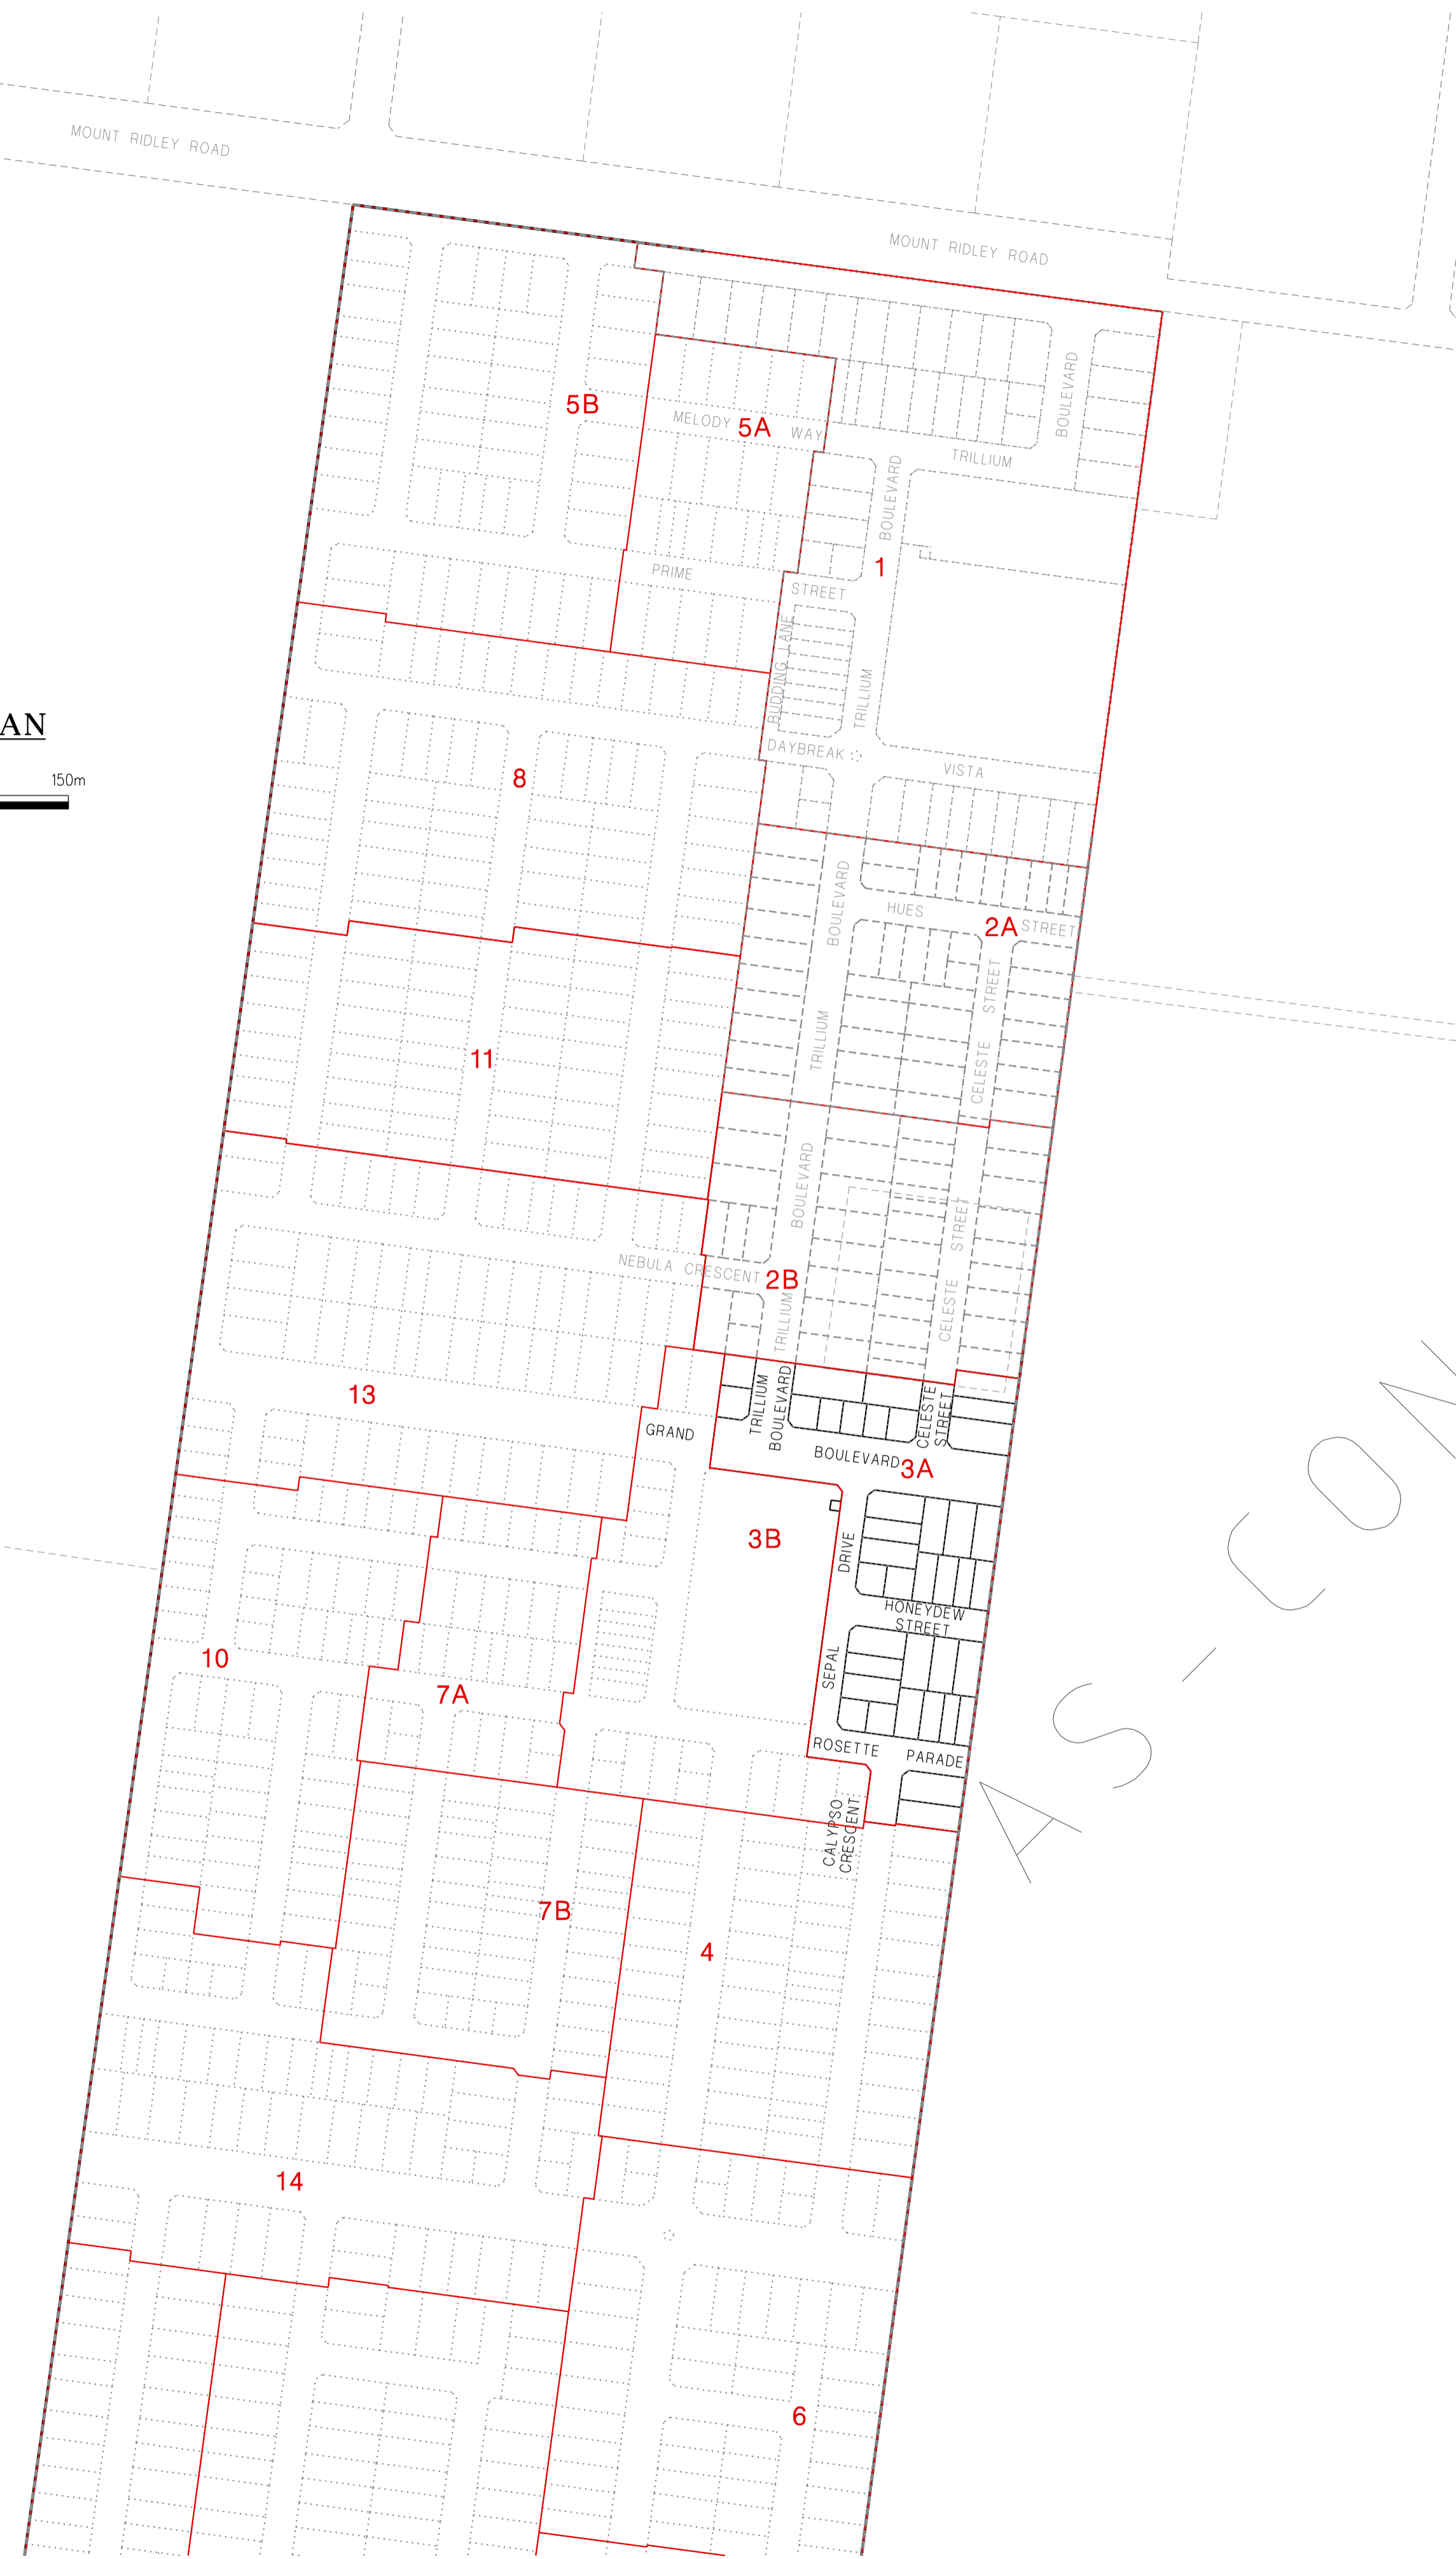 MOUNT RIDLEY ROAD
MOUNT RIDLEY ROAD
BOULEVARD
5B
MELODY
5A
WAY
TRILLIUM
BOULEVARD
1
PRIME
STREET
BUDDING LANE
TRILLIUM
AN
150m
DAYBREAK
VISTA
8
BOULEVARD
HUES
2A
STREET
STREET
TRILLIUM
CELESTE
11
BOULEVARD
STREET
NEBULA CRESCENT
2B
TRILLIUM
CELESTE
13
TRILLIUM
BOULEVARD
CELESTE
STREET
GRAND
BOULEVARD
3A
3B
DRIVE
HONEYDEW
STREET
SEPAL
10
7A
ROSETTE
PARADE
CALYPSO
CRESCENT
7B
4
14
6